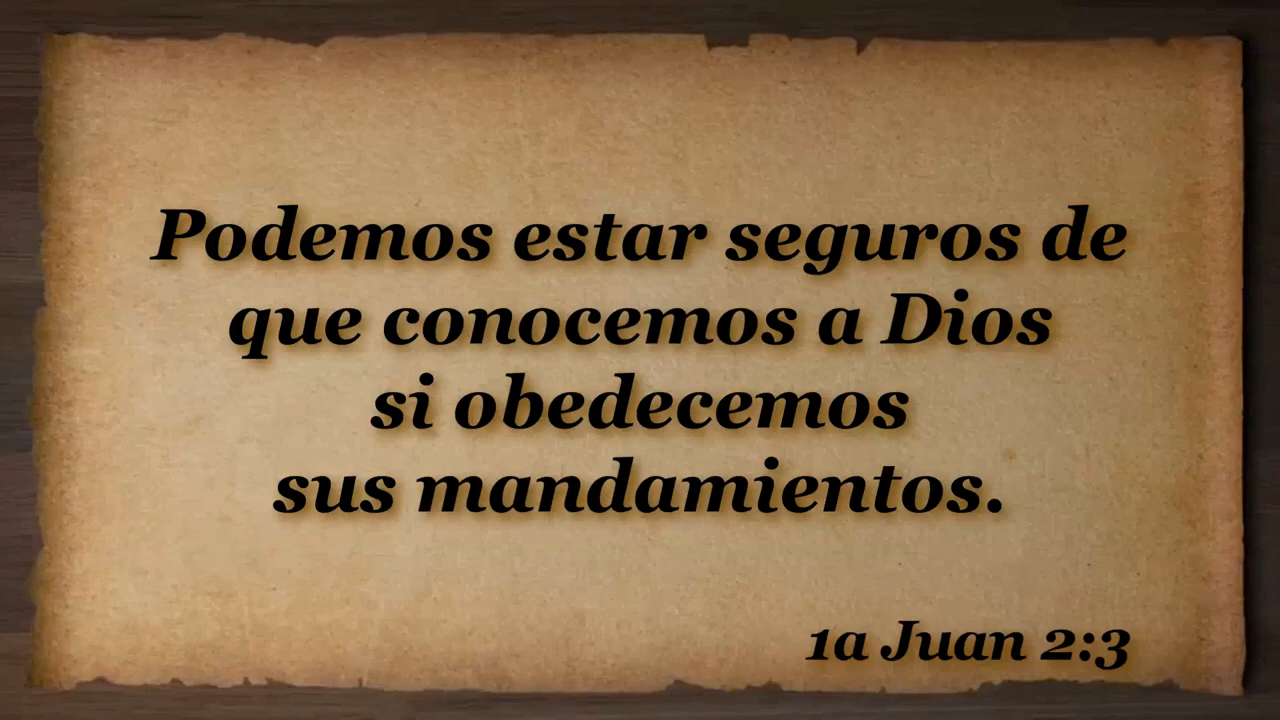 Podemos estar seguros de
que conocemos a Dios
si obedecemos
sus mandamientos.
1a Juan 2:3